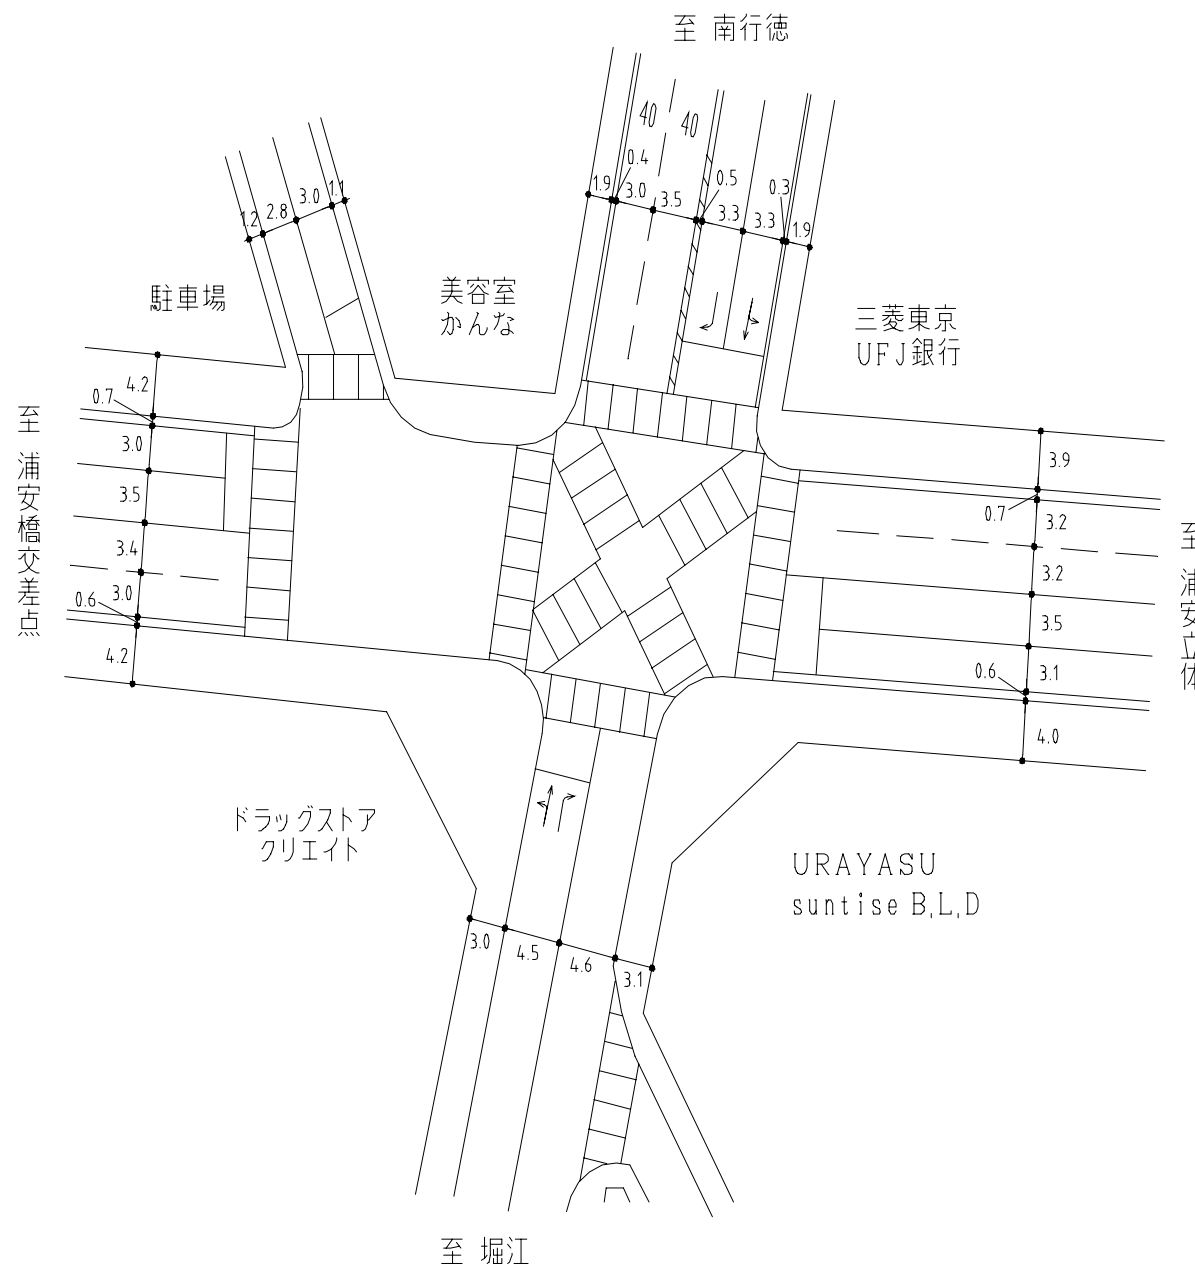 至 南行徳
40
40
0.4
1.9
3.0
3.5
0.5
3.3
0.3
3.3
1.9
1.2
2.8
3.0
1.1
駐車場
美容室
かんな
三菱東京
UFJ銀行
4.2
0.7
3.0
3.5
3.4
3.0
0.6
4.2
至 浦安橋交差点
3.9
0.7
3.2
3.2
3.5
3.1
0.6
4.0
至 浦安立体
ドラッグストア
クリエイト
URAYASU
suntise B,L,D
3.0
4.5
4.6
3.1
至 堀江